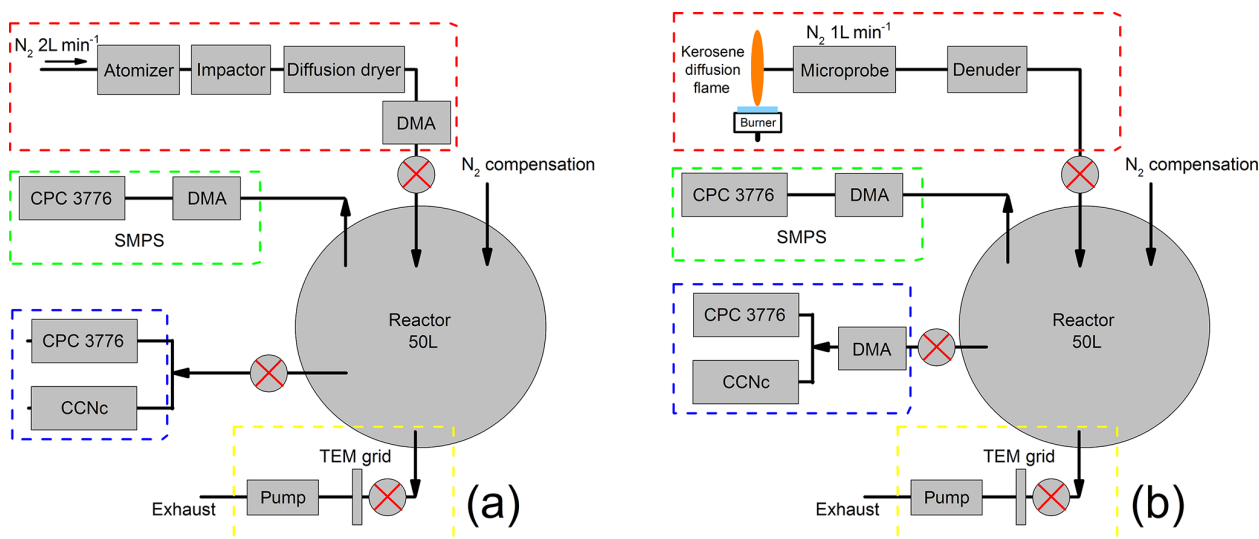 N₂ 2L min⁻¹
Atomizer
Impactor
Diffusion dryer
DMA
N₂ compensation
CPC 3776
DMA
SMPS
Reactor
50L
CPC 3776
CCNc
TEM grid
Pump
Exhaust
(a)
Kerosene
diffusion
flame
N₂ 1L min⁻¹
Microprobe
Denuder
Burner
N₂ compensation
CPC 3776
DMA
SMPS
Reactor
50L
CPC 3776
DMA
CCNc
TEM grid
Pump
Exhaust
(b)